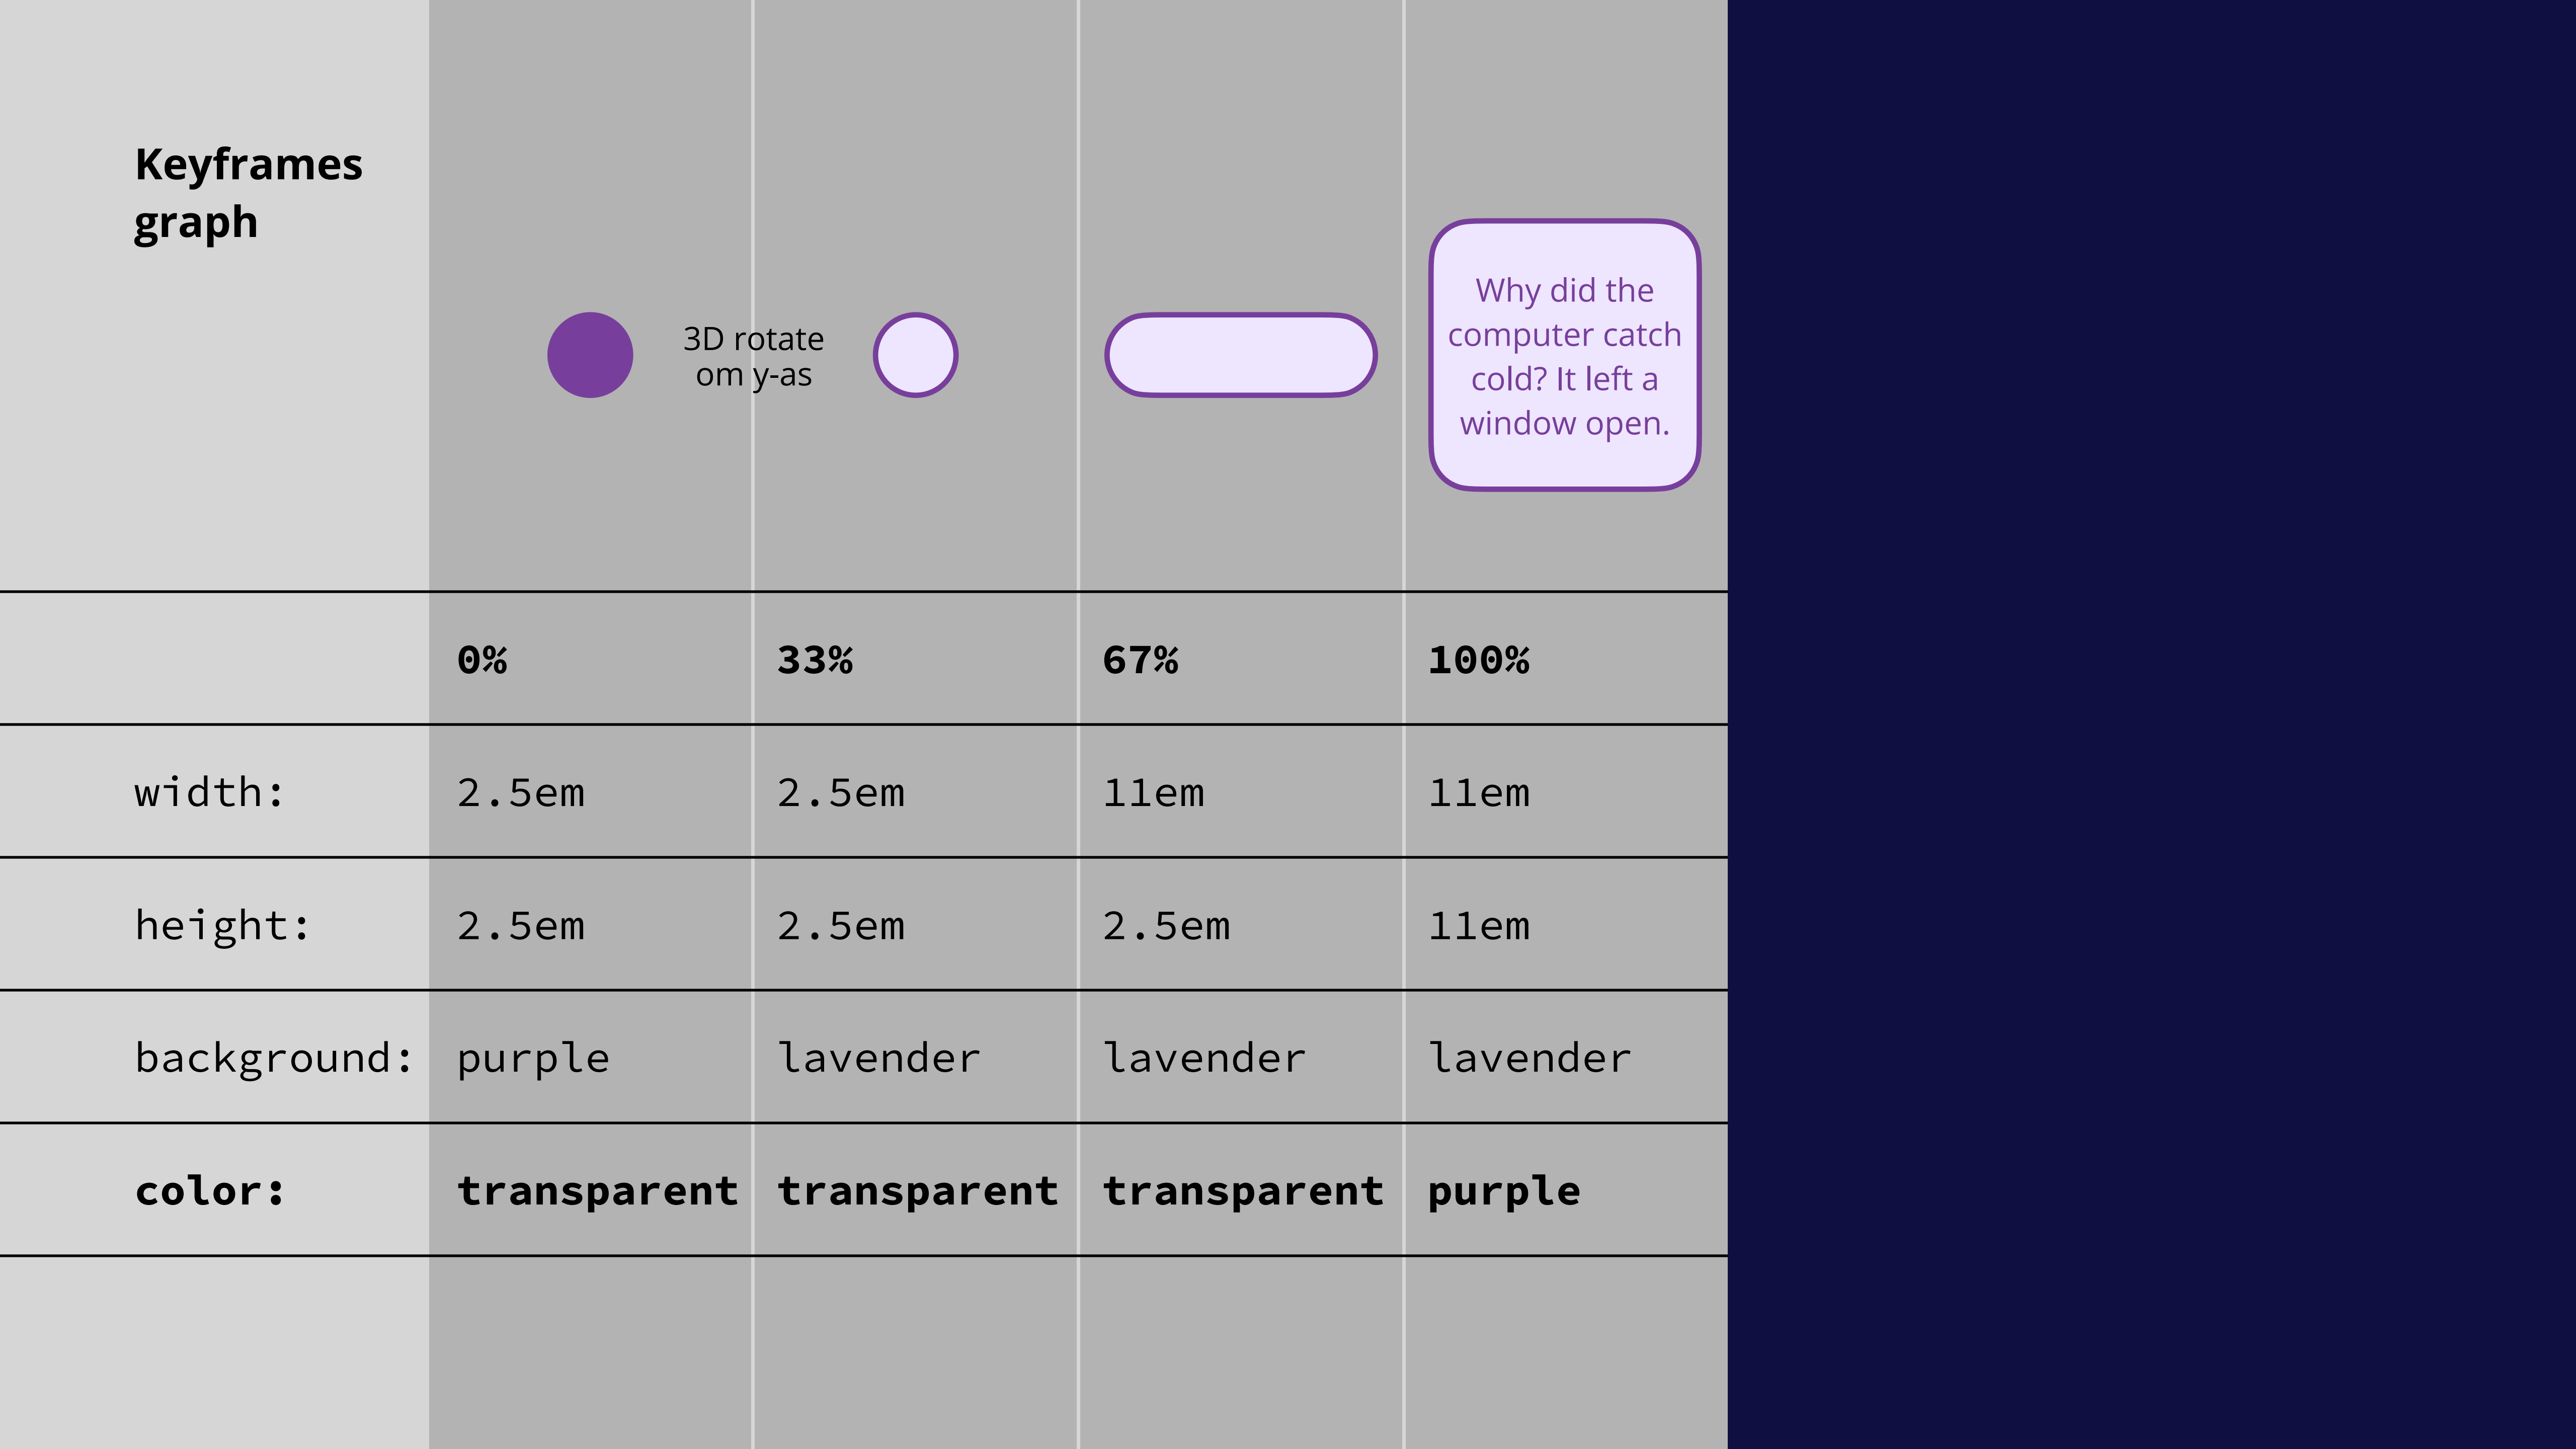 Keyframes
graph
3D rotate
om y-as
Why did the
computer catch
cold? It left a
window open.
0% 33% 67% 100%
width: 2.5em 2.5em 11em 11em
height: 2.5em 2.5em 2.5em 11em
background: purple lavender lavender lavender
color: transparent transparent transparent purple